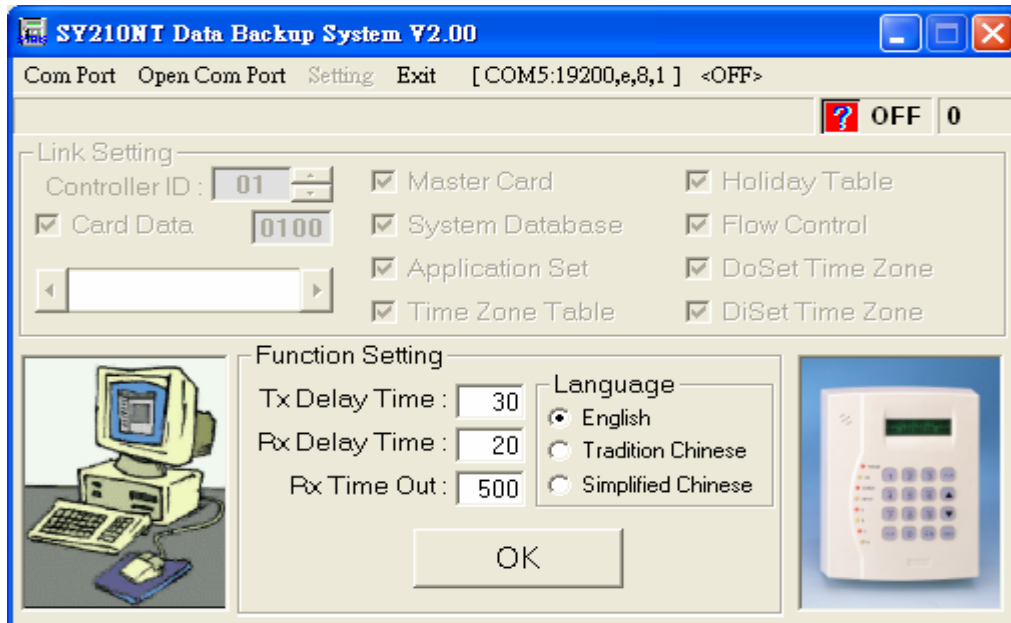 SY210NT Data Backup System V2.00
Com Port Open Com Port Setting Exit [ COM5:19200,e,8,1 ] <OFF>
? OFF 0
Link Setting
Controller ID : 01
Master Card
Holiday Table
Card Data 0100
System Database
Flow Control
Application Set
DoSet Time Zone
Time Zone Table
DiSet Time Zone
Function Setting
Tx Delay Time : 30
Rx Delay Time : 20
Rx Time Out : 500
Language
English
Tradition Chinese
Simplified Chinese
OK